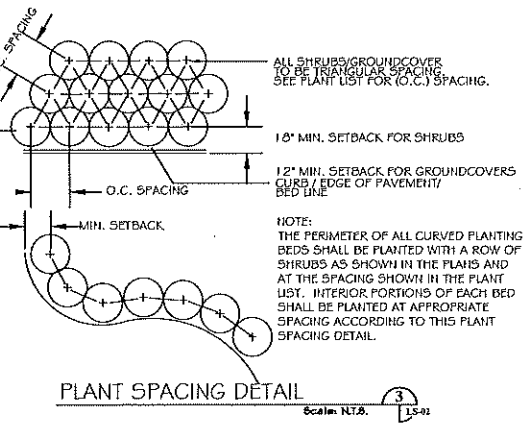 SPACING
ALL SHRUBS/GROUNDCOVER
TO BE TRIANGULAR SPACING.
SEE PLANT LIST FOR (O.C.) SPACING.
18" MIN. SETBACK FOR SHRUBS
12" MIN. SETBACK FOR GROUNDCOVERS
CURB / EDGE OF PAVEMENT/
BED LINE
O.C. SPACING
MIN. SETBACK
NOTE:
THE PERIMETER OF ALL CURVED PLANTING
BEDS SHALL BE PLANTED WITH A ROW OF
SHRUBS AS SHOWN IN THE PLANS AND
AT THE SPACING SHOWN IN THE PLANT
LIST. INTERIOR PORTIONS OF EACH BED
SHALL BE PLANTED AT APPROPRIATE
SPACING ACCORDING TO THIS PLANT
SPACING DETAIL.
PLANT SPACING DETAIL
3
Scale: N.T.S.
LS-02